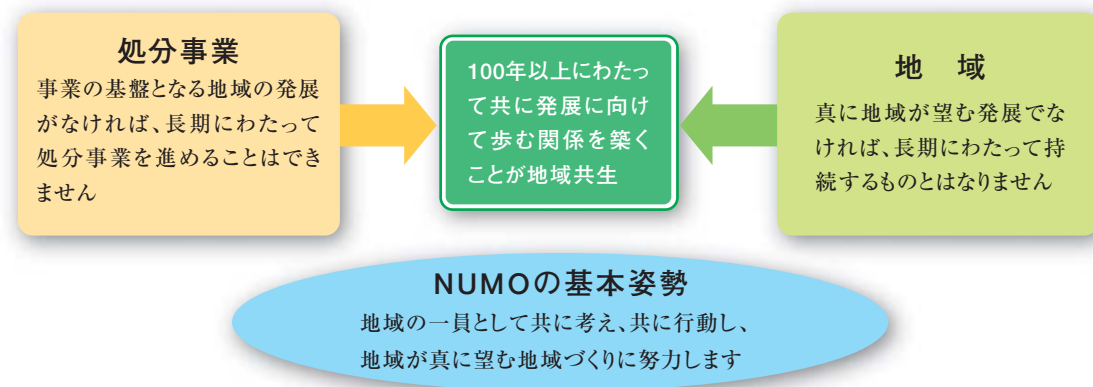 処分事業
事業の基盤となる地域の発展
がなければ、長期にわたって
処分事業を進めることはでき
ません
100年以上にわたっ
て共に発展に向け
て歩む関係を築く
ことが地域共生
地　域
真に地域が望む発展でな
ければ、長期にわたって持
続するものとはなりません
NUMOの基本姿勢
地域の一員として共に考え、共に行動し、
地域が真に望む地域づくりに努力します